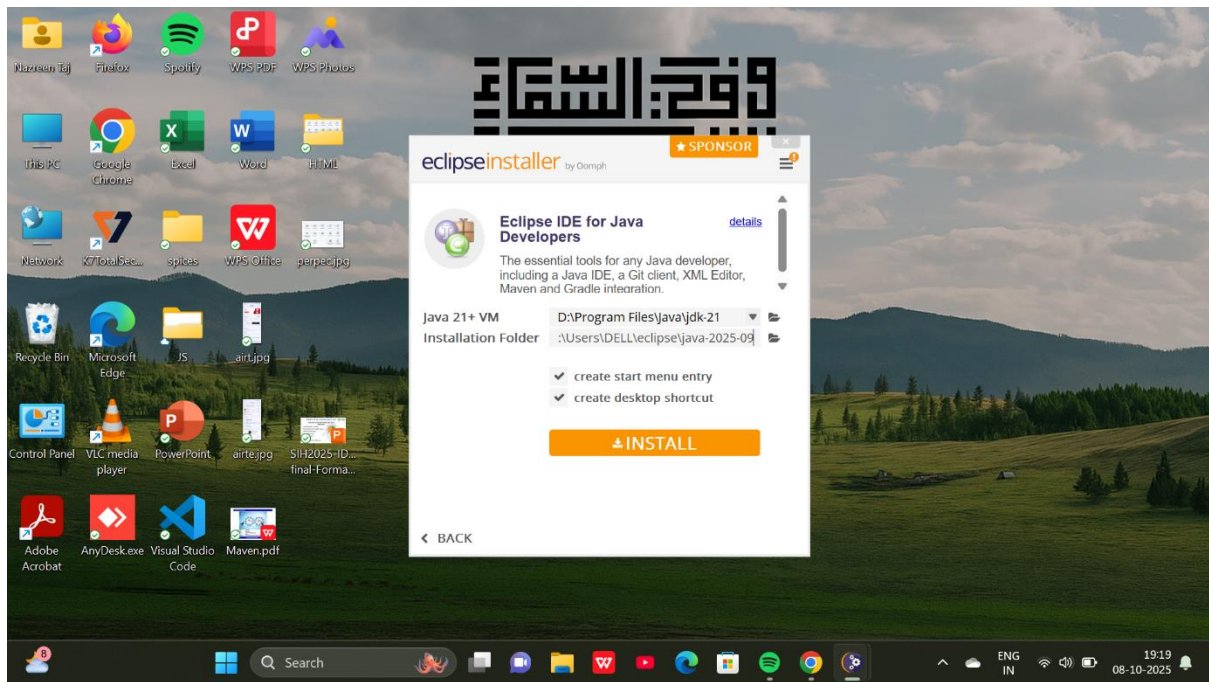 Nazreen Taj
Firefox
Spotify
WPS PDF
WPS Photos
This PC
Google
Chrome
Excel
Word
HTML
Network
K7TotalSec...
spices
WPS Office
perpec.jpg
Recycle Bin
Microsoft
Edge
JS
airt.jpg
Control Panel
VLC media
player
PowerPoint
airte.jpg
SIH2025-ID...
final-Forma...
Adobe
Acrobat
AnyDesk.exe
Visual Studio
Code
Maven.pdf
eclipseinstaller by Oomph
★ SPONSOR
x
Eclipse IDE for Java
Developers
details
The essential tools for any Java developer,
including a Java IDE, a Git client, XML Editor,
Maven and Gradle integration.
Java 21+ VM
D:\Program Files\Java\jdk-21
Installation Folder
:\Users\DELL\eclipse\java-2025-09
create start menu entry
create desktop shortcut
INSTALL
BACK
8
Search
ENG
IN
19:19
08-10-2025